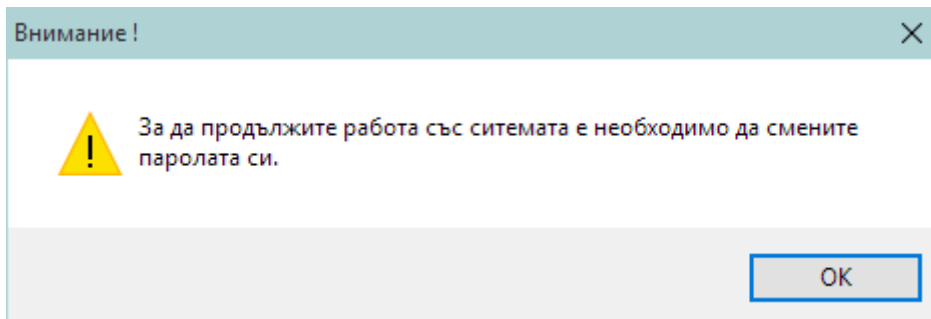 Внимание !
За да продължите работа със ситемата е необходимо да смените
паролата си.
OK